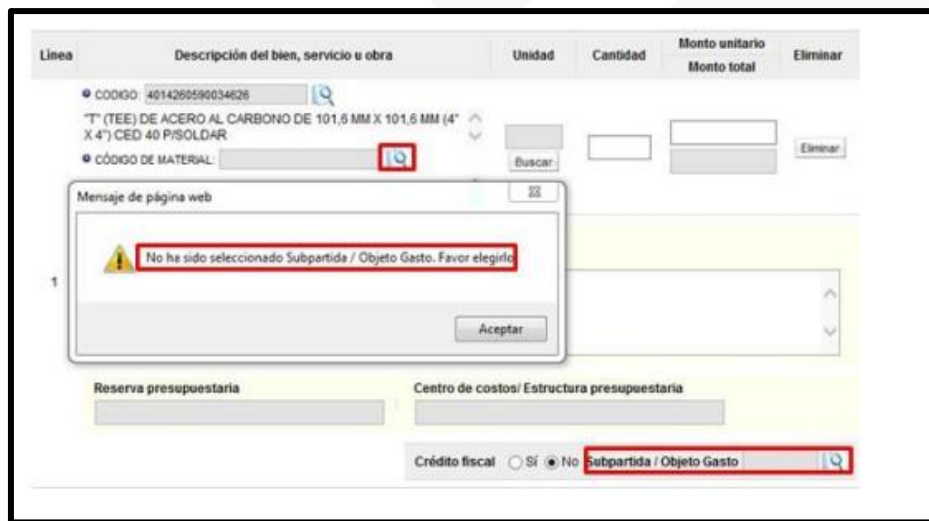 Línea Descripción del bien, servicio u obra Unidad Cantidad Monto unitario Eliminar
Monto total
CODIGO: 4014260590034626
"T" (TEE) DE ACERO AL CARBONO DE 101,6 MM X 101,6 MM (4"
X 4") CED 40 P/SOLDAR
CÓDIGO DE MATERIAL:
Buscar
Eliminar
Mensaje de página web
No ha sido seleccionado Subpartida / Objeto Gasto. Favor elegirlo
1
Aceptar
Reserva presupuestaria Centro de costos/ Estructura presupuestaria
Crédito fiscal Sí No Subpartida / Objeto Gasto